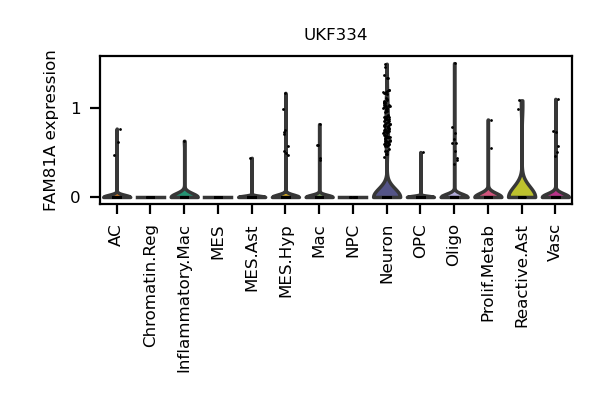 UKF334
FAM81A expression
1
0
AC
Chromatin.Reg
Inflammatory.Mac
MES
MES.Ast
MES.Hyp
Mac
NPC
Neuron
OPC
Oligo
Prolif.Metab
Reactive.Ast
Vasc